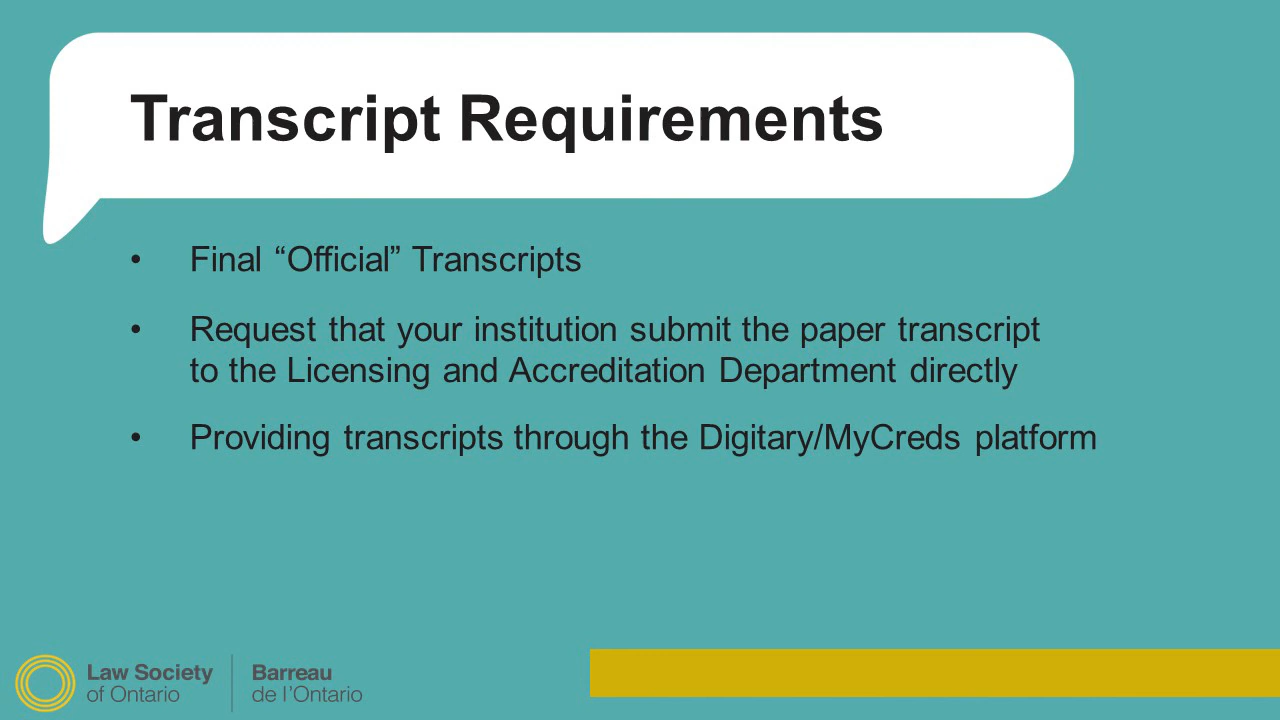 Transcript Requirements
• Final “Official” Transcripts
• Request that your institution submit the paper transcript
to the Licensing and Accreditation Department directly
• Providing transcripts through the Digitary/MyCreds platform
Law Society
of Ontario
Barreau
de l’Ontario